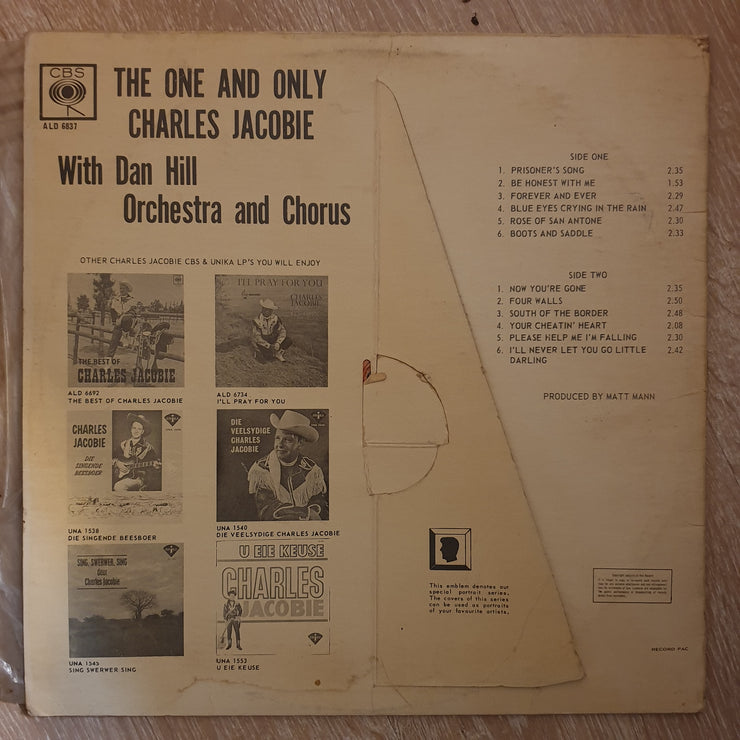 CBS
ALD 6837
THE ONE AND ONLY
CHARLES JACOBIE
With Dan Hill
Orchestra and Chorus
OTHER CHARLES JACOBIE CBS & UNIKA LP'S YOU WILL ENJOY
THE BEST OF
CHARLES JACOBIE
ALD 6692
THE BEST OF CHARLES JACOBIE
I'LL PRAY FOR YOU
CHARLES
JACOBIE
ALD 6734
I'LL PRAY FOR YOU
CHARLES
JACOBIE
DIE
SINGENDE
BEESBOER
UNA 1538
DIE SINGENDE BEESBOER
DIE
VEELSYDIGE
CHARLES
JACOBIE
UNA 1540
DIE VEELSYDIGE CHARLES JACOBIE
SING, SWERWER, SING
deur
Charles Jacobie
UNA 1545
SING SWERWER SING
U EIE KEUSE
CHARLES
JACOBIE
UNA 1553
U EIE KEUSE
SIDE ONE
1. PRISONER'S SONG 2.35
2. BE HONEST WITH ME 1.53
3. FOREVER AND EVER 2.29
4. BLUE EYES CRYING IN THE RAIN 2.47
5. ROSE OF SAN ANTONE 2.30
6. BOOTS AND SADDLE 2.33
SIDE TWO
1. NOW YOU'RE GONE 2.35
2. FOUR WALLS 2.50
3. SOUTH OF THE BORDER 2.48
4. YOUR CHEATIN' HEART 2.08
5. PLEASE HELP ME I'M FALLING 2.30
6. I'LL NEVER LET YOU GO LITTLE 2.42
DARLING
PRODUCED BY MATT MANN
This emblem denotes our
special portrait series.
The covers of this series
can be used as portraits
of your favourite artists.
RECORD PAC